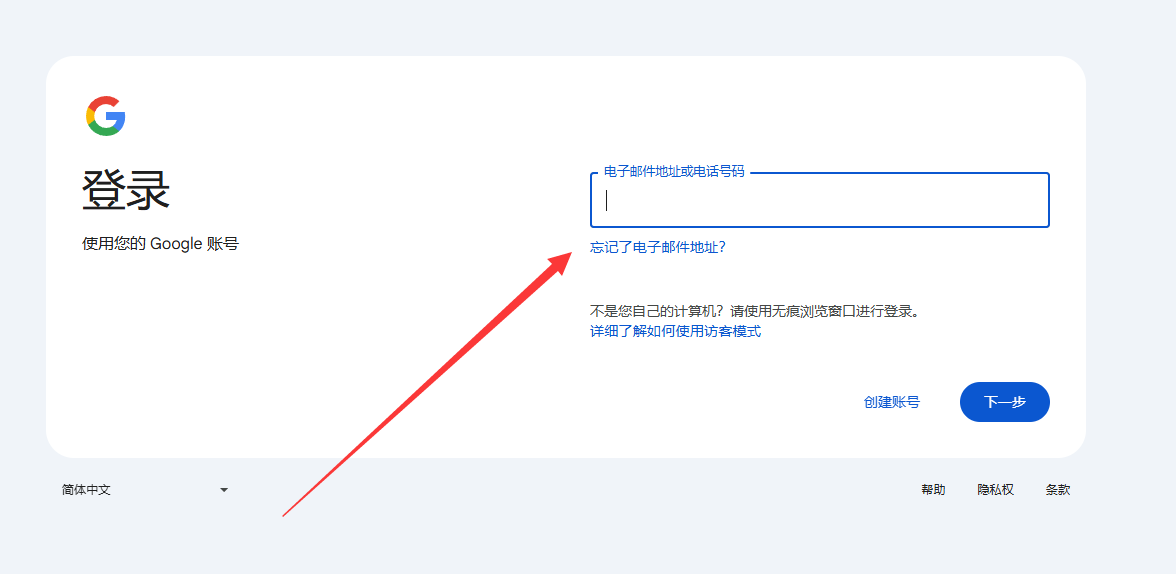 登录
使用您的 Google 账号
电子邮件地址或电话号码
忘记了电子邮件地址?
不是您自己的计算机？请使用无痕浏览窗口进行登录。
详细了解如何使用访客模式
创建账号
下一步
简体中文
帮助
隐私权
条款